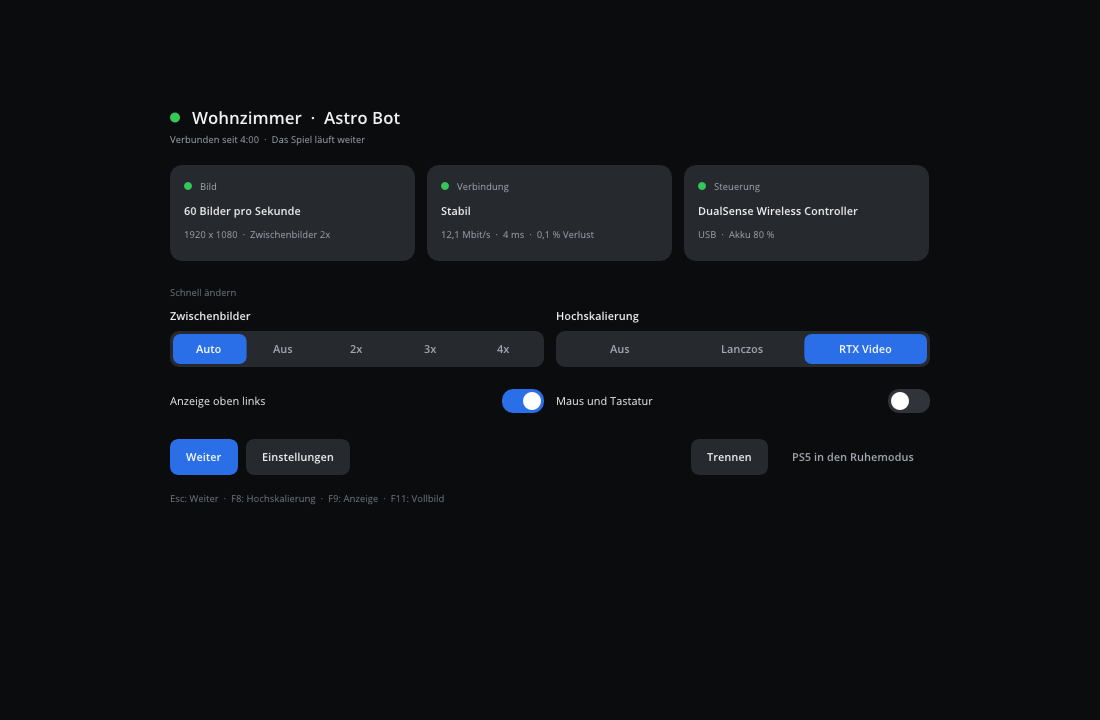 Wohnzimmer · Astro Bot
Verbunden seit 4:00 · Das Spiel läuft weiter
Bild
60 Bilder pro Sekunde
1920 x 1080 · Zwischenbilder 2x
Verbindung
Stabil
12,1 Mbit/s · 4 ms · 0,1 % Verlust
Steuerung
DualSense Wireless Controller
USB · Akku 80 %
Schnell ändern
Zwischenbilder
Auto Aus 2x 3x 4x
Hochskalierung
Aus Lanczos RTX Video
Anzeige oben links
Maus und Tastatur
Weiter Einstellungen Trennen PS5 in den Ruhemodus
Esc: Weiter · F8: Hochskalierung · F9: Anzeige · F11: Vollbild